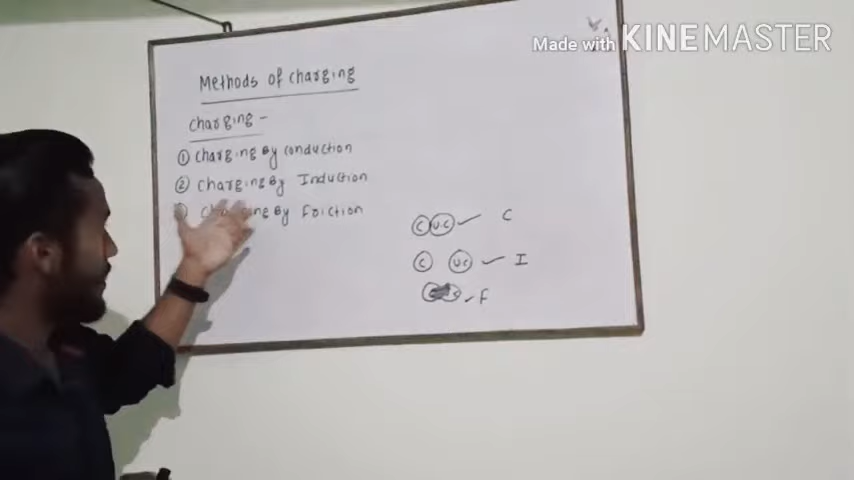 Made with KINEMASTER
Methods of charging
charging -
① charging By conduction
② charging By Induction
By friction
C UC ✓ C
C UC ✓ I
✓ F